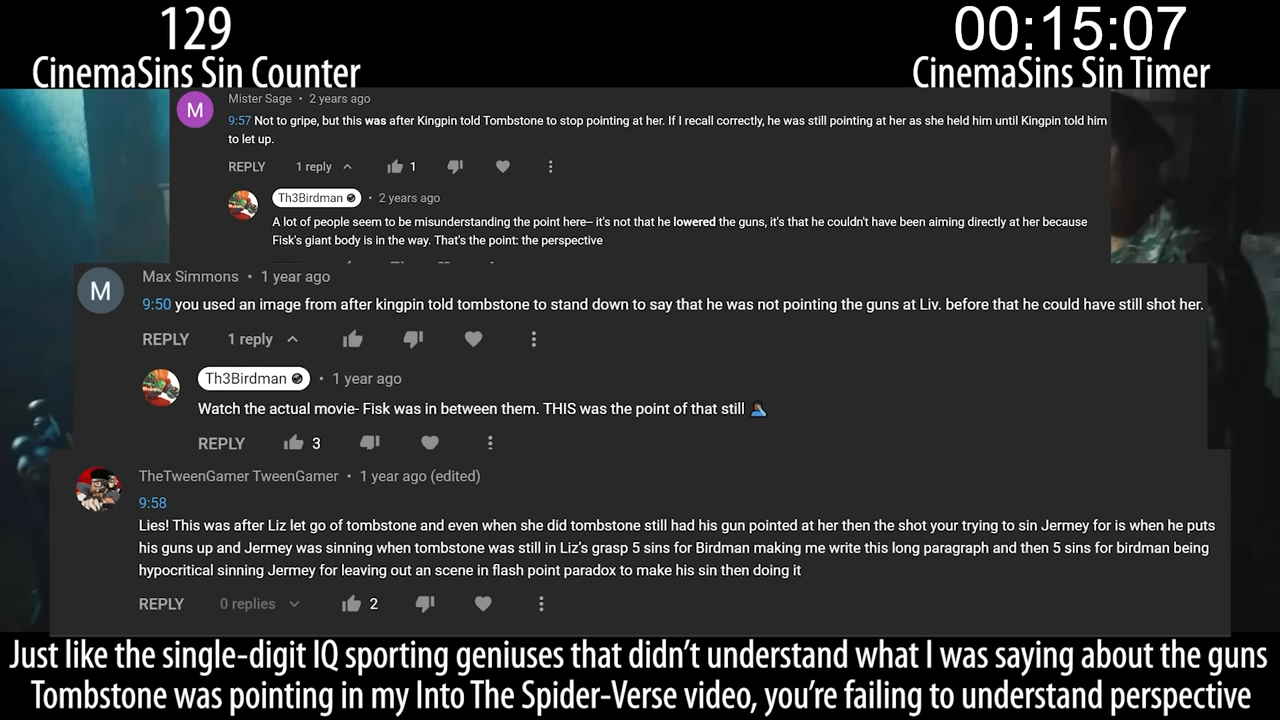 129
CinemaSins Sin Counter
00:15:07
CinemaSins Sin Timer
M
Mister Sage • 2 years ago
9:57 Not to gripe, but this was after Kingpin told Tombstone to stop pointing at her. If I recall correctly, he was still pointing at her as she held him until Kingpin told him
to let up.
REPLY 1 reply 1
Th3Birdman • 2 years ago
A lot of people seem to be misunderstanding the point here-- it's not that he lowered the guns, it's that he couldn't have been aiming directly at her because
Fisk's giant body is in the way. That's the point: the perspective
M
Max Simmons • 1 year ago
9:50 you used an image from after kingpin told tombstone to stand down to say that he was not pointing the guns at Liv. before that he could have still shot her.
REPLY 1 reply
Th3Birdman • 1 year ago
Watch the actual movie- Fisk was in between them. THIS was the point of that still
REPLY 3
TheTweenGamer TweenGamer • 1 year ago (edited)
9:58
Lies! This was after Liz let go of tombstone and even when she did tombstone still had his gun pointed at her then the shot your trying to sin Jermey for is when he puts
his guns up and Jermey was sinning when tombstone was still in Liz's grasp 5 sins for Birdman making me write this long paragraph and then 5 sins for birdman being
hypocritical sinning Jermey for leaving out an scene in flash point paradox to make his sin then doing it
REPLY 0 replies 2
Just like the single-digit IQ sporting geniuses that didn't understand what I was saying about the guns
Tombstone was pointing in my Into The Spider-Verse video, you're failing to understand perspective